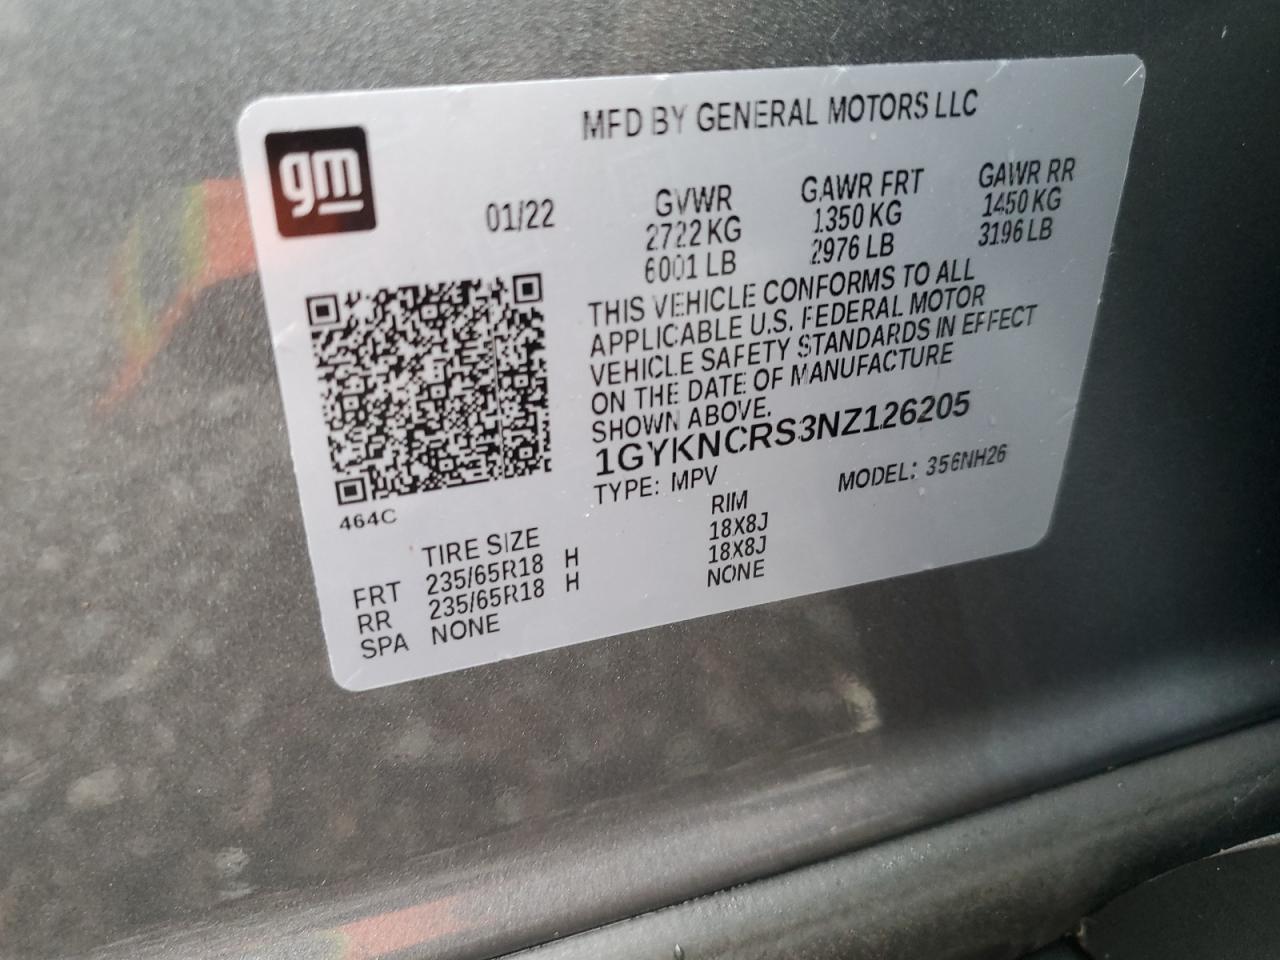 MFD BY GENERAL MOTORS LLC
gm
01/22
GVWR GAWR FRT GAWR RR
2722 KG 1350 KG 1450 KG
6001 LB 2976 LB 3196 LB
THIS VEHICLE CONFORMS TO ALL
APPLICABLE U.S. FEDERAL MOTOR
VEHICLE SAFETY STANDARDS IN EFFECT
ON THE DATE OF MANUFACTURE
SHOWN ABOVE.
1GYKNCRS3NZ126205
TYPE: MPV MODEL: 356NH26
464C
TIRE SIZE RIM
FRT 235/65R18 H 18X8J
RR 235/65R18 H 18X8J
SPA NONE NONE